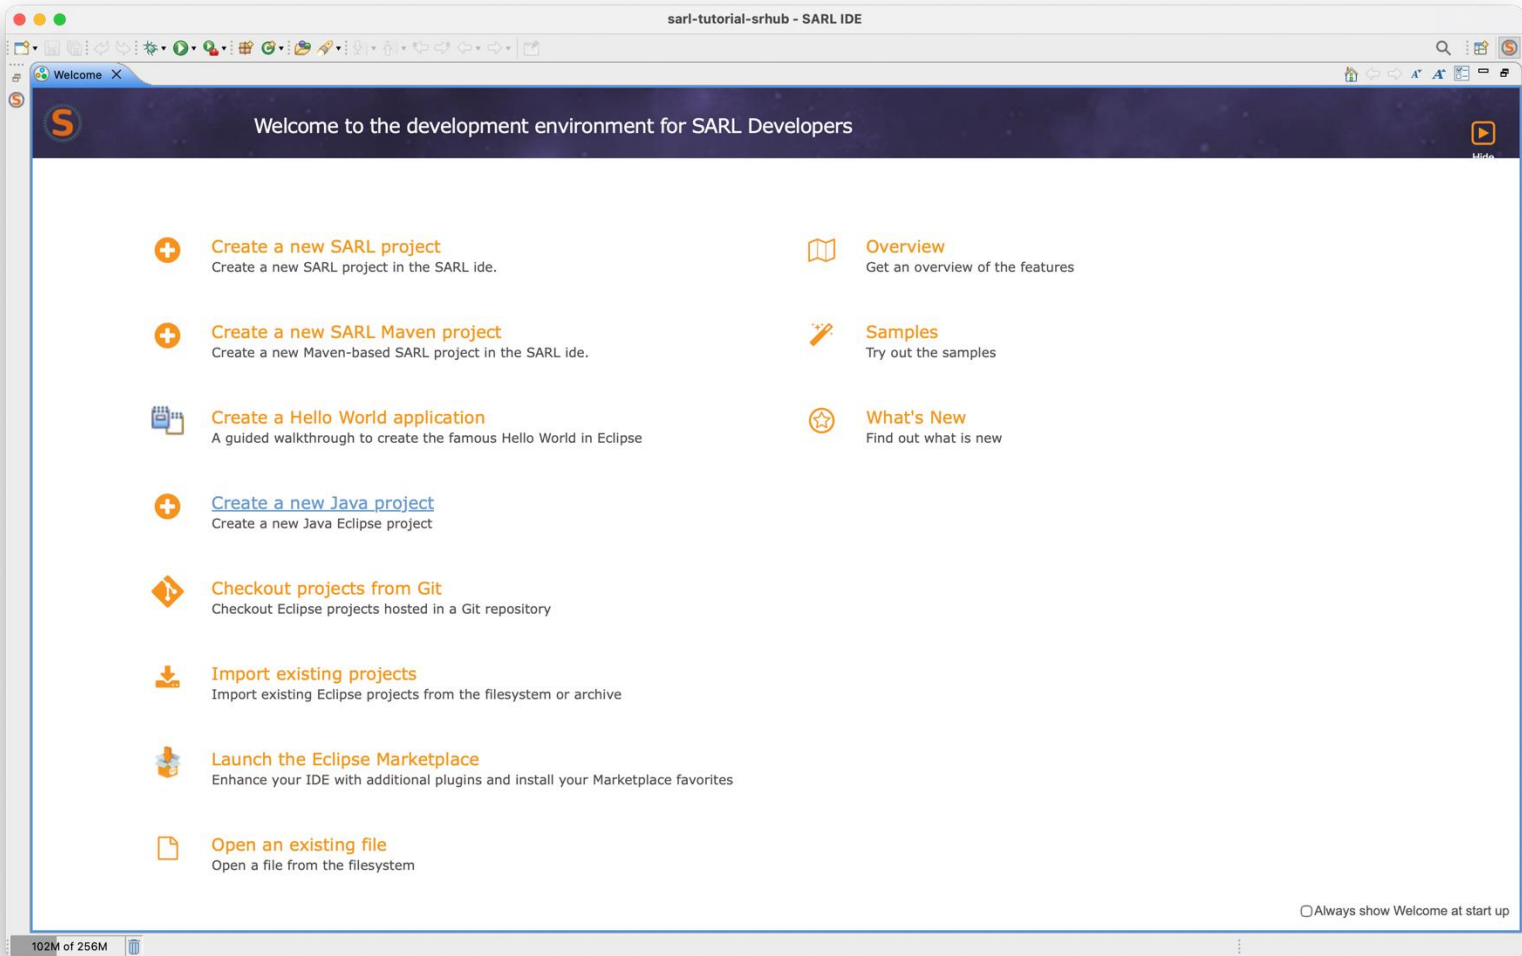 sarl-tutorial-srhub - SARL IDE
Welcome
S
Welcome to the development environment for SARL Developers
Hide
Create a new SARL project
Create a new SARL project in the SARL ide.
Create a new SARL Maven project
Create a new Maven-based SARL project in the SARL ide.
Create a Hello World application
A guided walkthrough to create the famous Hello World in Eclipse
Create a new Java project
Create a new Java Eclipse project
Checkout projects from Git
Checkout Eclipse projects hosted in a Git repository
Import existing projects
Import existing Eclipse projects from the filesystem or archive
Launch the Eclipse Marketplace
Enhance your IDE with additional plugins and install your Marketplace favorites
Open an existing file
Open a file from the filesystem
Overview
Get an overview of the features
Samples
Try out the samples
What's New
Find out what is new
Always show Welcome at start up
102M of 256M